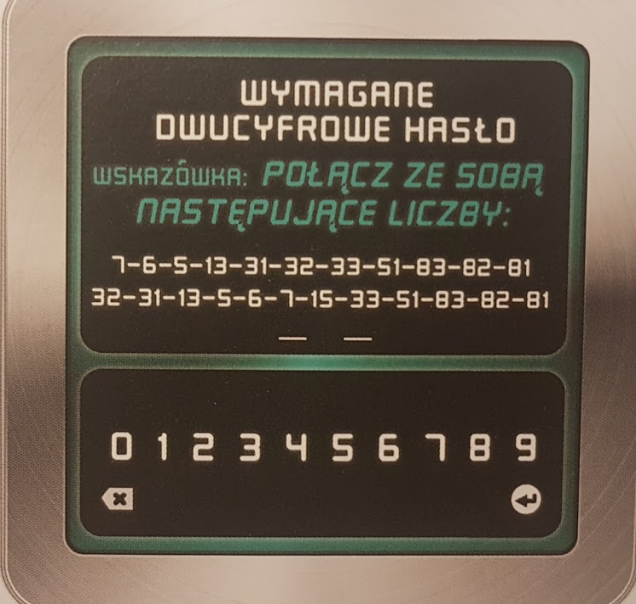 WYMAGANE
DWUCYFROWE HASŁO
WSKAZÓWKA: POŁĄCZ ZE SOBĄ
NASTĘPUJĄCE LICZBY:
7-6-5-13-31-32-33-51-83-82-81
32-31-13-5-6-7-15-33-51-83-82-81
_ _
0 1 2 3 4 5 6 7 8 9